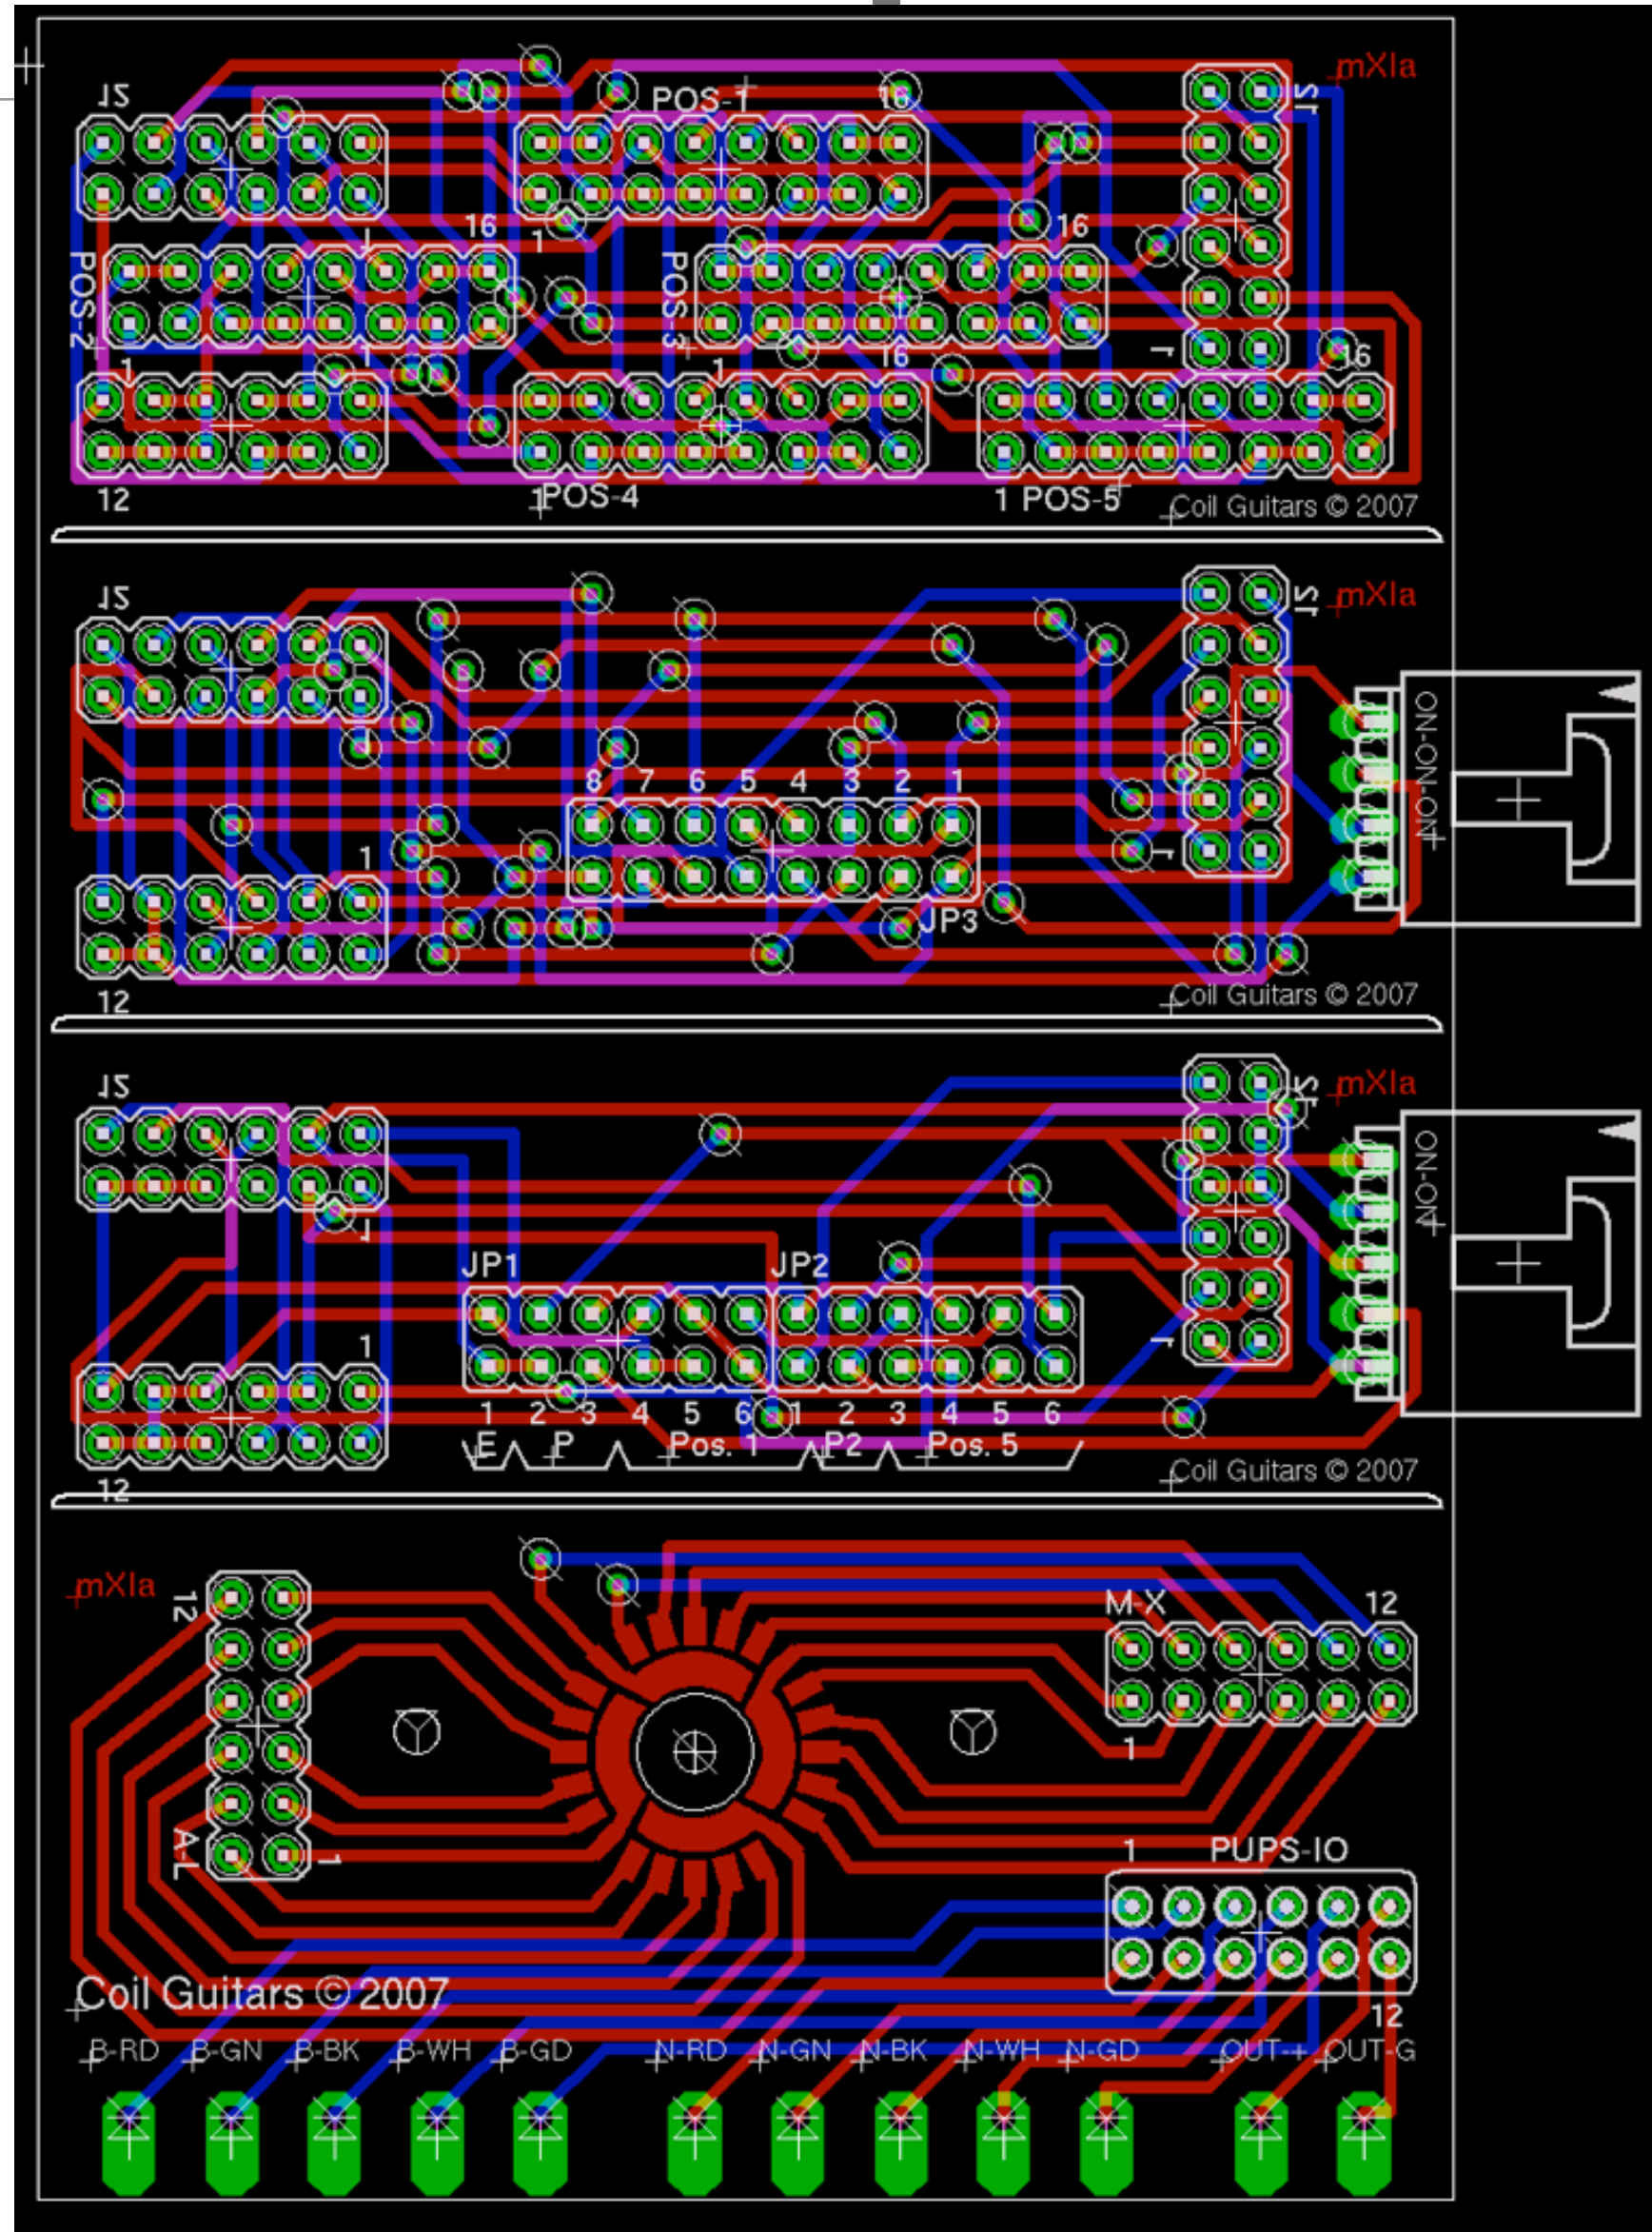 mXIa
12 POS-1 16 12
16 1 16
POS-2 POS-3
1 1 1 16 1 16
12 1 POS-4 1 POS-5
Coil Guitars © 2007
12 12 mXIa
ON-ON-ON
8 7 6 5 4 3 2 1
1 1
JP3
12 Coil Guitars © 2007
12 12 mXIa
ON-ON
1
JP1 JP2
1 1
1 2 3 4 5 6 1 2 3 4 5 6
E P Pos. 1 P2 Pos. 5
12 Coil Guitars © 2007
mXIa 12 M-X 12
1
A-L 1 1 PUPS-IO
Coil Guitars © 2007
12
B-RD B-GN B-BK B-WH B-GD N-RD N-GN N-BK N-WH N-GD OUT-+ OUT-G